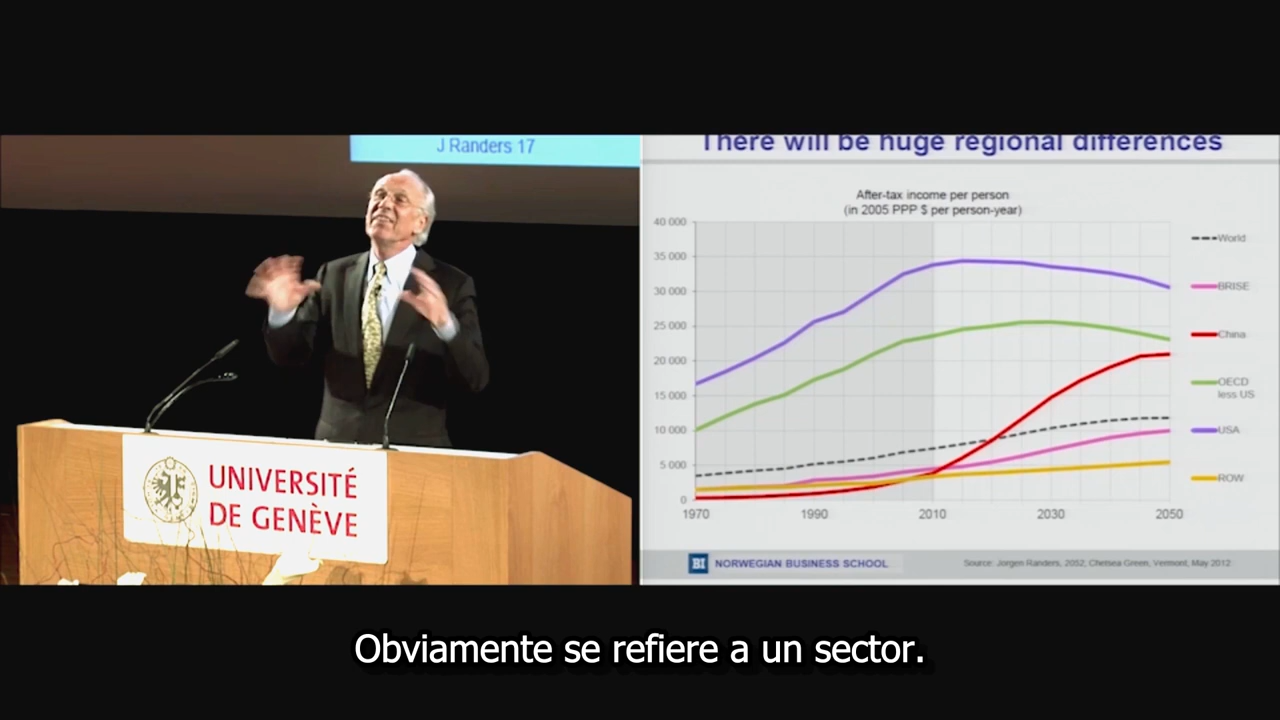 J Randers 17
UNIVERSITÉ
DE GENÈVE
There will be huge regional differences
After-tax income per person
(in 2005 PPP $ per person-year)
40 000
35 000
30 000
25 000
20 000
15 000
10 000
5 000
0
1970
1990
2010
2030
2050
World
BRISE
China
OECD
less US
USA
ROW
BI NORWEGIAN BUSINESS SCHOOL
Source: Jorgen Randers, 2052, Chelsea Green, Vermont, May 2012
Obviamente se refiere a un sector.